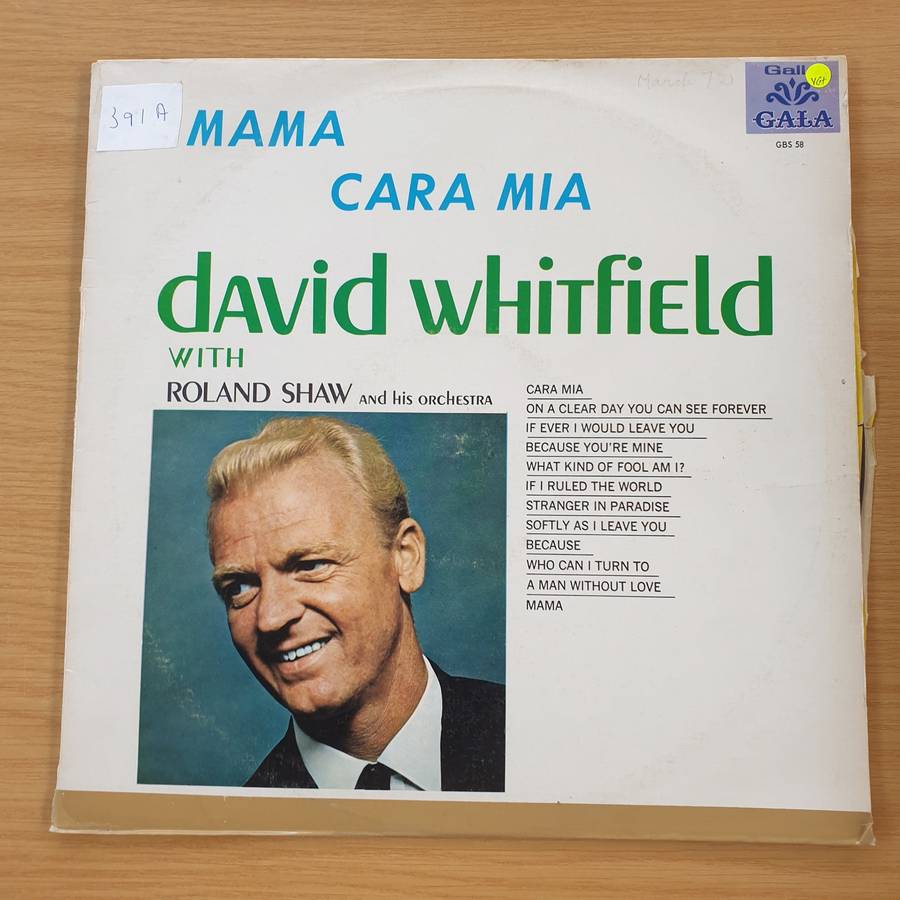 391A
March 72
Gall
VG+
GALA
GBS 58
MAMA
CARA MIA
david whitfield
WITH
ROLAND SHAW and his orchestra
CARA MIA
ON A CLEAR DAY YOU CAN SEE FOREVER
IF EVER I WOULD LEAVE YOU
BECAUSE YOU'RE MINE
WHAT KIND OF FOOL AM I?
IF I RULED THE WORLD
STRANGER IN PARADISE
SOFTLY AS I LEAVE YOU
BECAUSE
WHO CAN I TURN TO
A MAN WITHOUT LOVE
MAMA